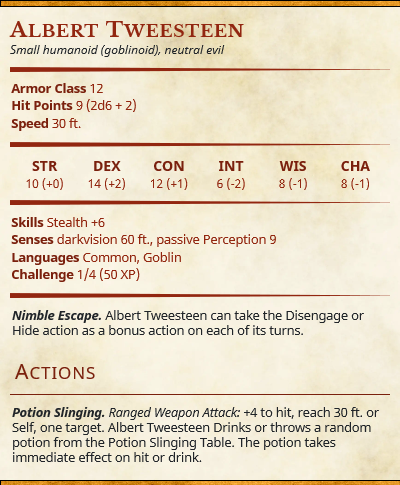 Albert Tweesteen
Small humanoid (goblinoid), neutral evil
Armor Class 12
Hit Points 9 (2d6 + 2)
Speed 30 ft.
STR DEX CON INT WIS CHA
10 (+0) 14 (+2) 12 (+1) 6 (-2) 8 (-1) 8 (-1)
Skills Stealth +6
Senses darkvision 60 ft., passive Perception 9
Languages Common, Goblin
Challenge 1/4 (50 XP)
Nimble Escape. Albert Tweesteen can take the Disengage or
Hide action as a bonus action on each of its turns.
Actions
Potion Slinging. Ranged Weapon Attack: +4 to hit, reach 30 ft. or
Self, one target. Albert Tweesteen Drinks or throws a random
potion from the Potion Slinging Table. The potion takes
immediate effect on hit or drink.